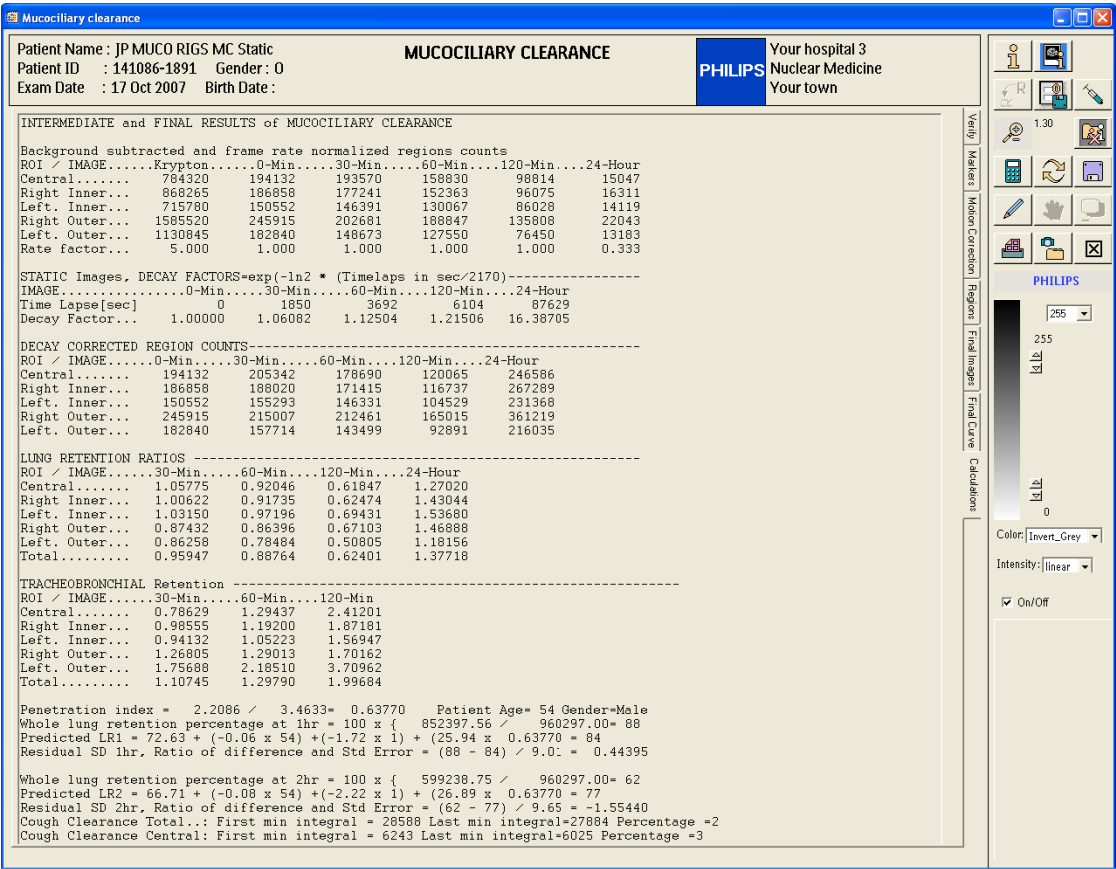 Mucociliary clearance
Patient Name : JP MUCO RIGS MC Static
Patient ID : 141086-1891 Gender : O
Exam Date : 17 Oct 2007 Birth Date :
MUCOCILIARY CLEARANCE
PHILIPS
Your hospital 3
Nuclear Medicine
Your town
INTERMEDIATE and FINAL RESULTS of MUCOCILIARY CLEARANCE
Background subtracted and frame rate normalized regions counts
ROI / IMAGE......Krypton......0-Min.....30-Min.....60-Min....120-Min....24-Hour
Central....... 784320 194132 193570 158830 98814 15047
Right Inner... 868265 186858 177241 152363 96075 16311
Left. Inner... 715780 150552 146391 130067 86028 14119
Right Outer... 1585520 245915 202681 188847 135808 22043
Left. Outer... 1130845 182840 148673 127550 76450 13183
Rate factor... 5.000 1.000 1.000 1.000 1.000 0.333
STATIC Images, DECAY FACTORS=exp(-ln2 * (Timelaps in sec/2170)-----------------
IMAGE................0-Min.....30-Min.....60-Min....120-Min....24-Hour
Time Lapse[sec] 0 1850 3692 6104 87629
Decay Factor... 1.00000 1.06082 1.12504 1.21506 16.38705
DECAY CORRECTED REGION COUNTS--------------------------------------------------
ROI / IMAGE......0-Min.....30-Min.....60-Min....120-Min....24-Hour
Central....... 194132 205342 178690 120065 246586
Right Inner... 186858 188020 171415 116737 267289
Left. Inner... 150552 155293 146331 104529 231368
Right Outer... 245915 215007 212461 165015 361219
Left. Outer... 182840 157714 143499 92891 216035
LUNG RETENTION RATIOS ---------------------------------------------------------
ROI / IMAGE......30-Min.....60-Min....120-Min....24-Hour
Central....... 1.05775 0.92046 0.61847 1.27020
Right Inner... 1.00622 0.91735 0.62474 1.43044
Left. Inner... 1.03150 0.97196 0.69431 1.53680
Right Outer... 0.87432 0.86396 0.67103 1.46888
Left. Outer... 0.86258 0.78484 0.50805 1.18156
Total......... 0.95947 0.88764 0.62401 1.37718
TRACHEOBRONCHIAL Retention ---------------------------------------------------------
ROI / IMAGE......30-Min.....60-Min....120-Min
Central....... 0.78629 1.29437 2.41201
Right Inner... 0.98555 1.19200 1.87181
Left. Inner... 0.94132 1.05223 1.56947
Right Outer... 1.26805 1.29013 1.70162
Left. Outer... 1.75688 2.18510 3.70962
Total......... 1.10745 1.29790 1.99684
Penetration index = 2.2086 / 3.4633= 0.63770 Patient Age= 54 Gender=Male
Whole lung retention percentage at 1hr = 100 x { 852397.56 / 960297.00= 88
Predicted LR1 = 72.63 + (-0.06 x 54) +(-1.72 x 1) + (25.94 x 0.63770 = 84
Residual SD 1hr, Ratio of difference and Std Error = (88 - 84) / 9.01 = 0.44395
Whole lung retention percentage at 2hr = 100 x { 599238.75 / 960297.00= 62
Predicted LR2 = 66.71 + (-0.08 x 54) +(-2.22 x 1) + (26.89 x 0.63770 = 77
Residual SD 2hr, Ratio of difference and Std Error = (62 - 77) / 9.65 = -1.55440
Cough Clearance Total..: First min integral = 28588 Last min integral=27884 Percentage =2
Cough Clearance Central: First min integral = 6243 Last min integral=6025 Percentage =3
Verify
Markers
Motion Correction
Regions
Final Images
Final Curve
Calculations
R
R
1.30
PHILIPS
255
255
0
Color: Invert_Grey
Intensity: linear
On/Off